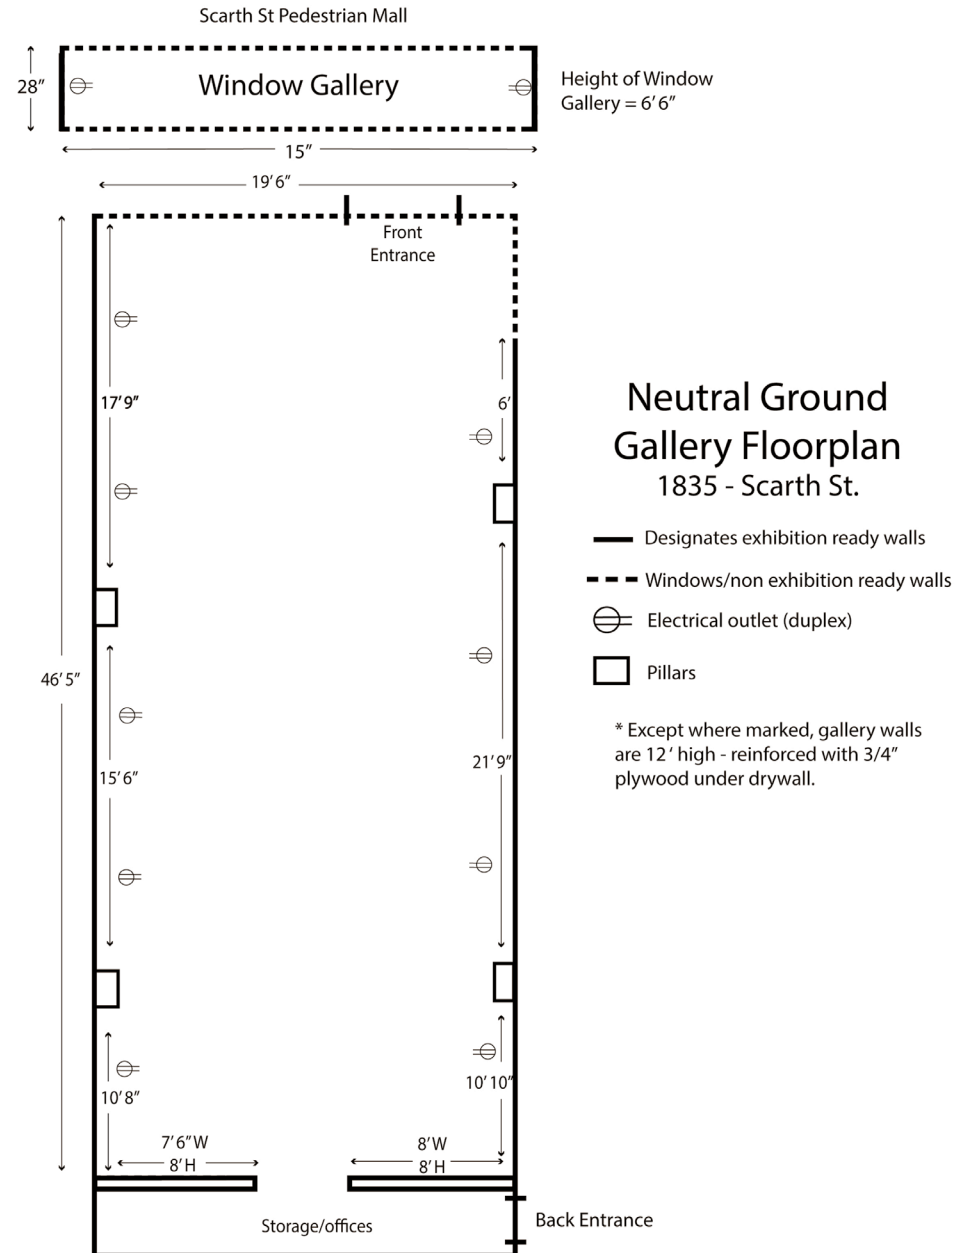 Scarth St Pedestrian Mall
28”
Window Gallery
Height of Window
Gallery = 6’6”
15”
19’6”
Front
Entrance
17’9”
6’
Neutral Ground
Gallery Floorplan
1835 - Scarth St.
Designates exhibition ready walls
Windows/non exhibition ready walls
Electrical outlet (duplex)
Pillars
46’5”
* Except where marked, gallery walls
are 12’ high - reinforced with 3/4”
plywood under drywall.
15’6”
21’9”
10’8”
10’10”
7’6”W
8’H
8’W
8’H
Storage/offices
Back Entrance